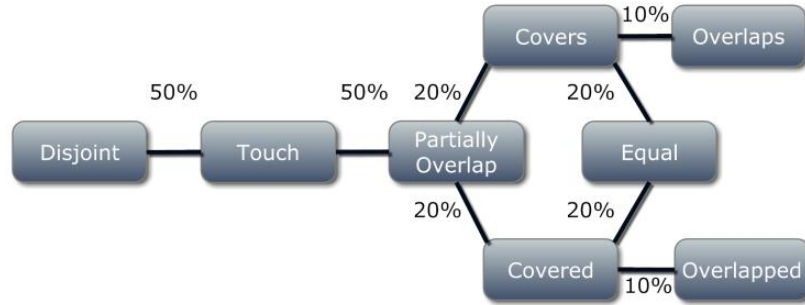 10%
Covers
Overlaps
50%
50%
20%
20%
Disjoint
Touch
Partially
Overlap
Equal
20%
20%
Covered
Overlapped
10%